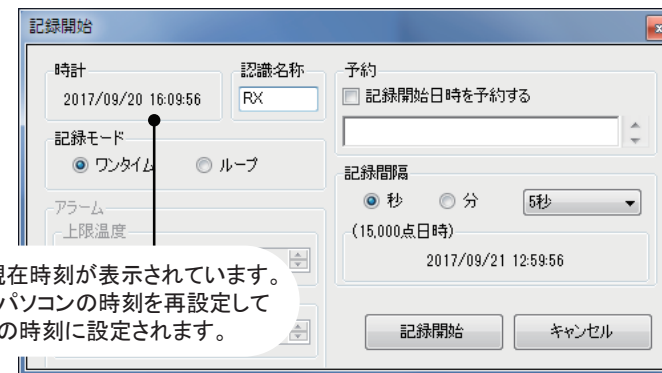 記録開始
時計
2017/09/20 16:09:56
認識名称
RX
予約
記録開始日時を予約する
記録モード
ワンタイム
ループ
記録間隔
秒
分
5秒
アラーム
上限温度
(15,000点日時)
2017/09/21 12:59:56
現在時刻が表示されています。
パソコンの時刻を再設定して
の時刻に設定されます。
記録開始
キャンセル